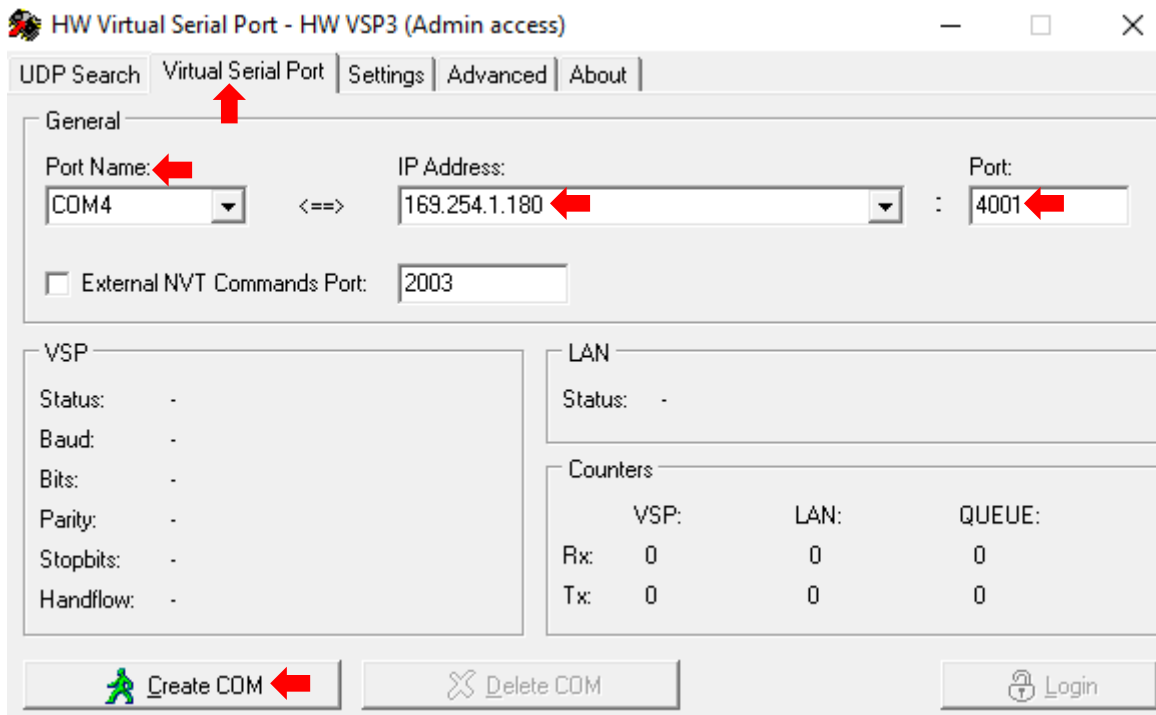 HW Virtual Serial Port - HW VSP3 (Admin access)
UDP Search Virtual Serial Port Settings Advanced About
General
Port Name: IP Address: Port:
COM4 <==> 169.254.1.180 : 4001
External NVT Commands Port: 2003
VSP LAN
Status: - Status: -
Baud: -
Bits: - Counters
Parity: - VSP: LAN: QUEUE:
Stopbits: - Rx: 0 0 0
Handflow: - Tx: 0 0 0
Create COM Delete COM Login